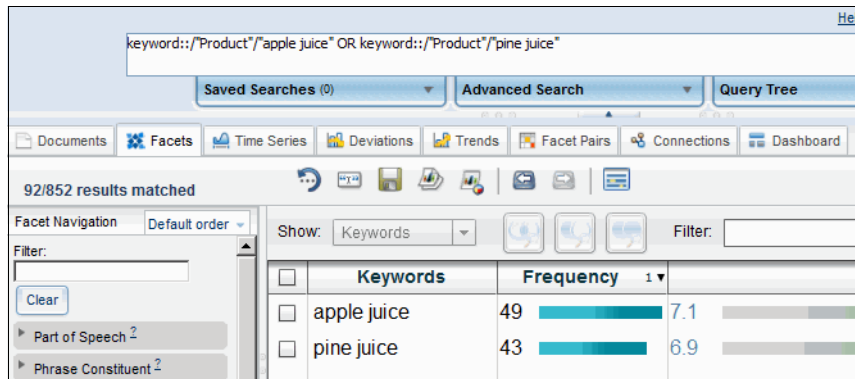 He
keyword::/"Product"/"apple juice" OR keyword::/"Product"/"pine juice"
Saved Searches (0) Advanced Search Query Tree
Documents Facets Time Series Deviations Trends Facet Pairs Connections Dashboard
92/852 results matched
Facet Navigation Default order
Show: Keywords Filter:
Filter:
Keywords Frequency 1
Clear
apple juice 49 7.1
Part of Speech ?
pine juice 43 6.9
Phrase Constituent ?